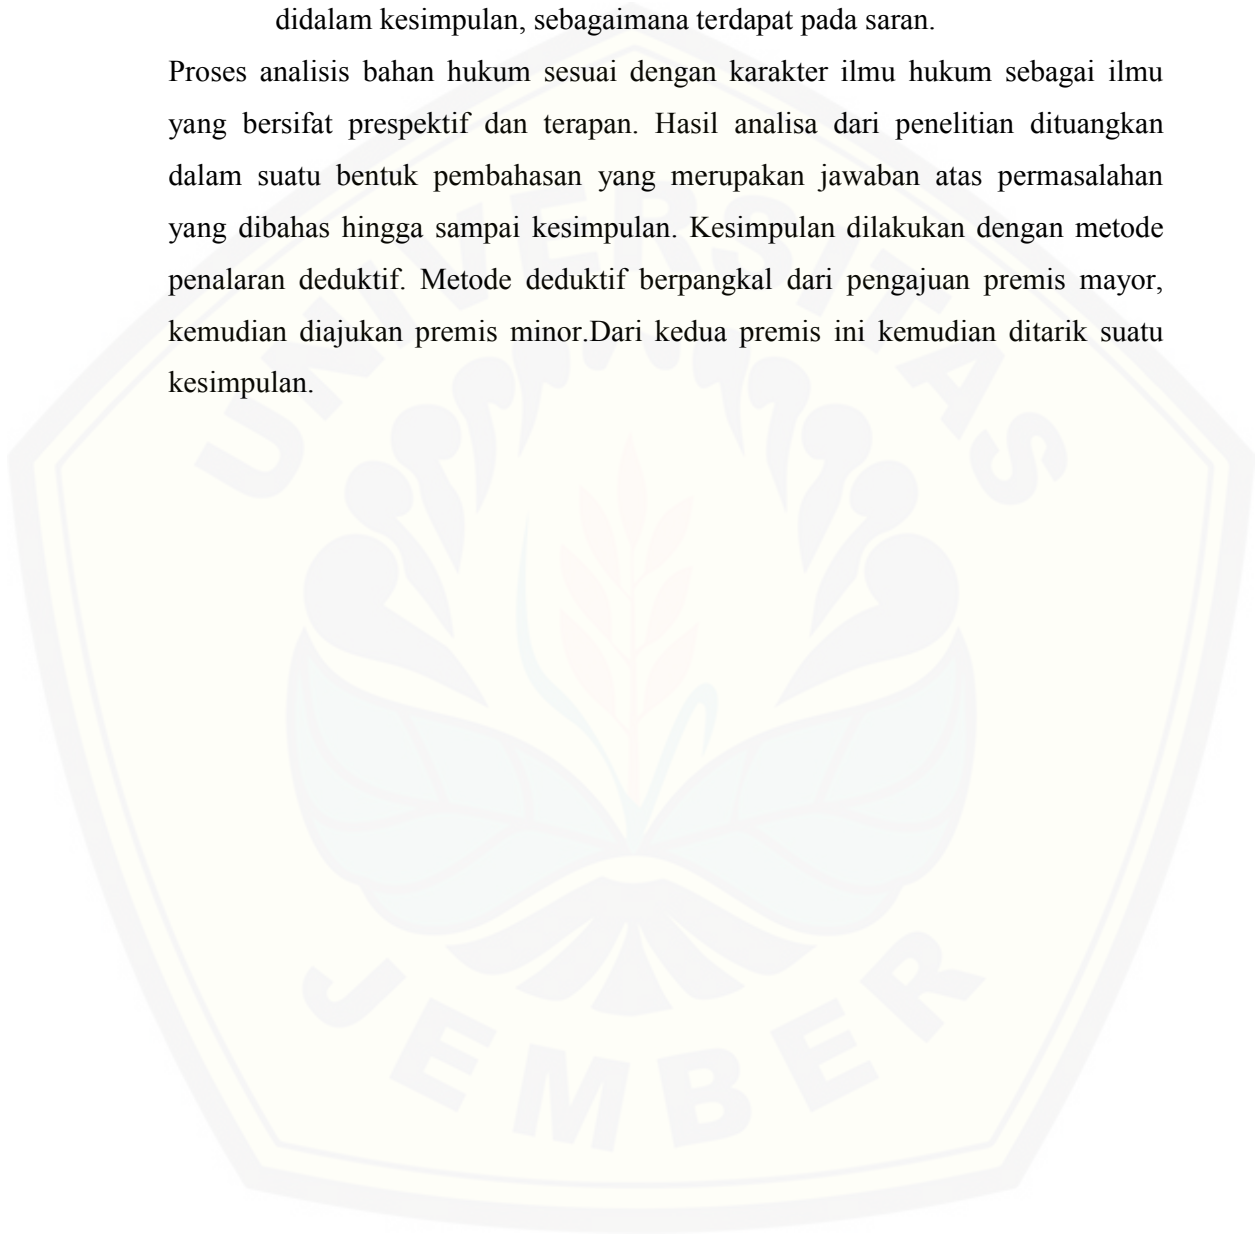 didalam kesimpulan, sebagaimana terdapat pada saran.
Proses analisis bahan hukum sesuai dengan karakter ilmu hukum sebagai ilmu
yang bersifat prespektif dan terapan. Hasil analisa dari penelitian dituangkan
dalam suatu bentuk pembahasan yang merupakan jawaban atas permasalahan
yang dibahas hingga sampai kesimpulan. Kesimpulan dilakukan dengan metode
penalaran deduktif. Metode deduktif berpangkal dari pengajuan premis mayor,
kemudian diajukan premis minor.Dari kedua premis ini kemudian ditarik suatu
kesimpulan.
UNIVERSITAS
JEMBER